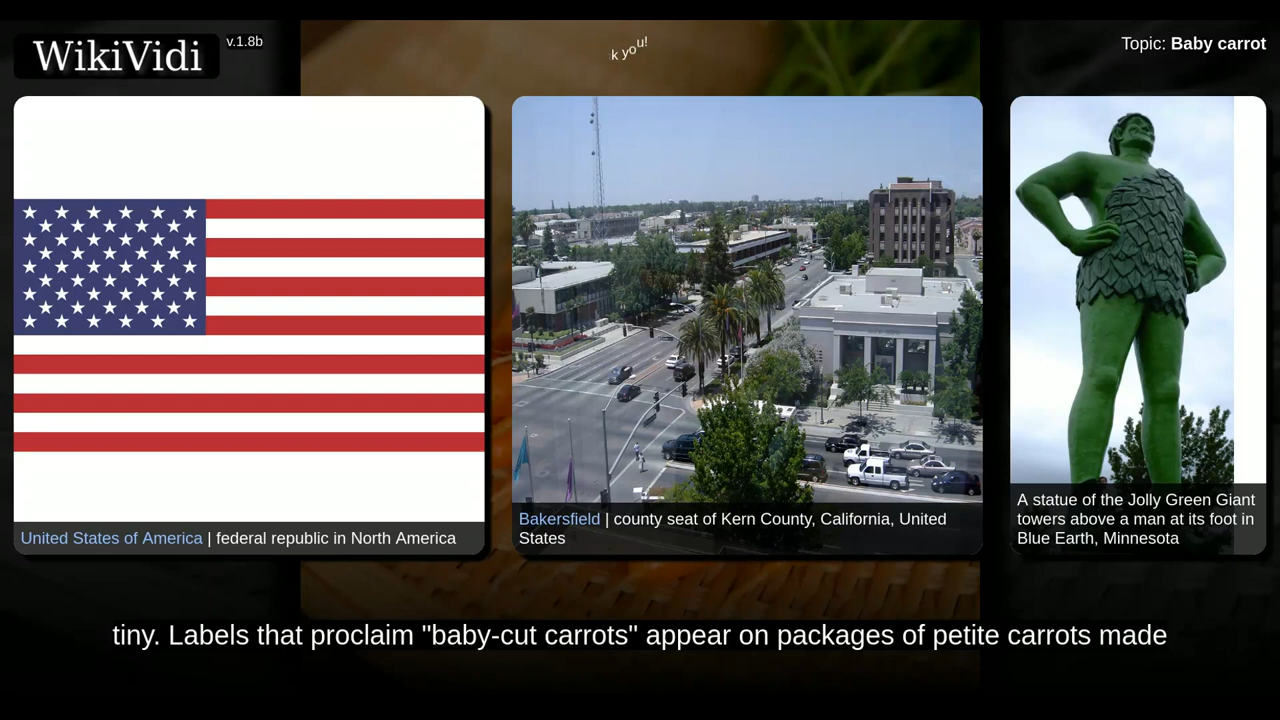 WikiVidi
v.1.8b
k you!
Topic: Baby carrot
United States of America | federal republic in North America
Bakersfield | county seat of Kern County, California, United
States
A statue of the Jolly Green Giant
towers above a man at its foot in
Blue Earth, Minnesota
tiny. Labels that proclaim "baby-cut carrots" appear on packages of petite carrots made